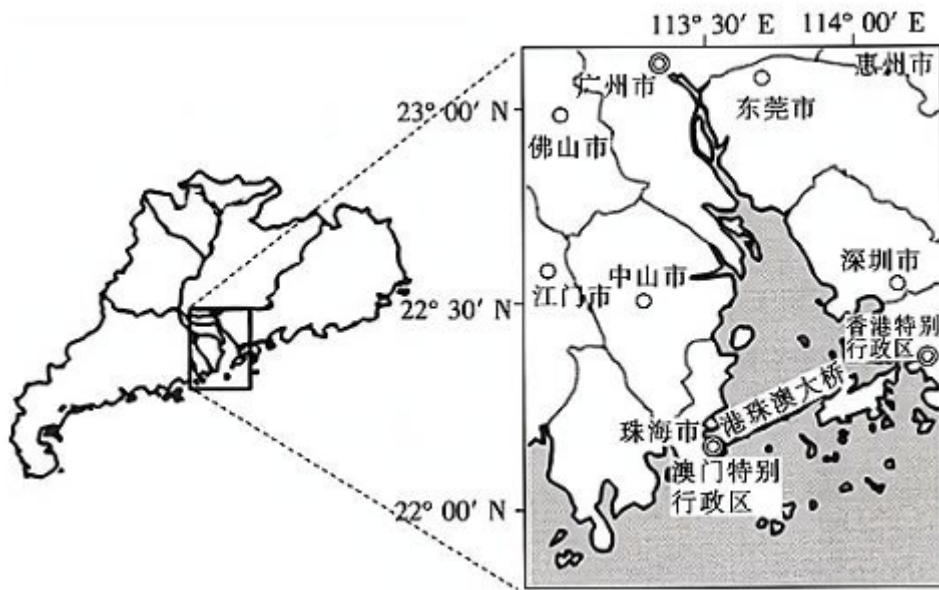 113° 30′ E
114° 00′ E
惠州市
广州市
23° 00′ N
东莞市
佛山市
深圳市
中山市
江门市
22° 30′ N
香港特别
行政区
港珠澳大桥
珠海市
澳门特别
行政区
22° 00′ N